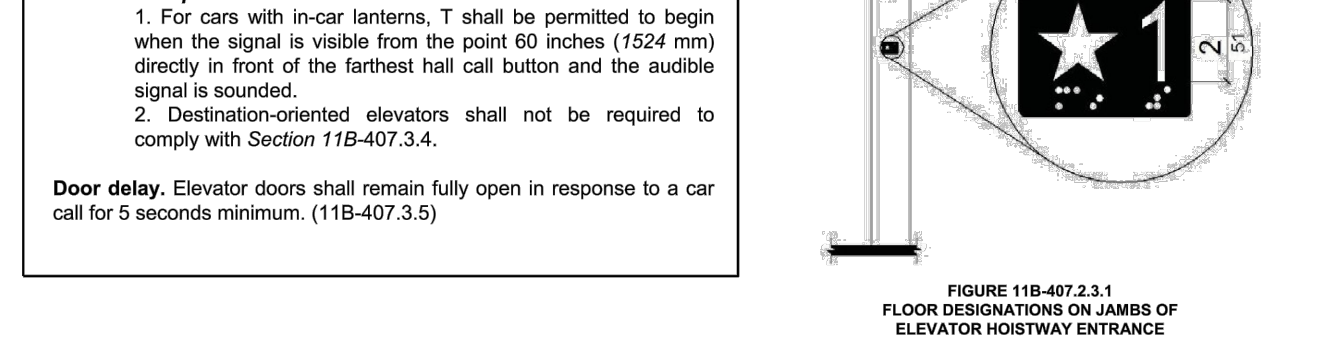 1. For cars with in-car lanterns, T shall be permitted to begin
when the signal is visible from the point 60 inches (1524 mm)
directly in front of the farthest hall call button and the audible
signal is sounded.
2. Destination-oriented elevators shall not be required to
comply with Section 11B-407.3.4.
Door delay. Elevator doors shall remain fully open in response to a car
call for 5 seconds minimum. (11B-407.3.5)
1
2
51
FIGURE 11B-407.2.3.1
FLOOR DESIGNATIONS ON JAMBS OF
ELEVATOR HOISTWAY ENTRANCE